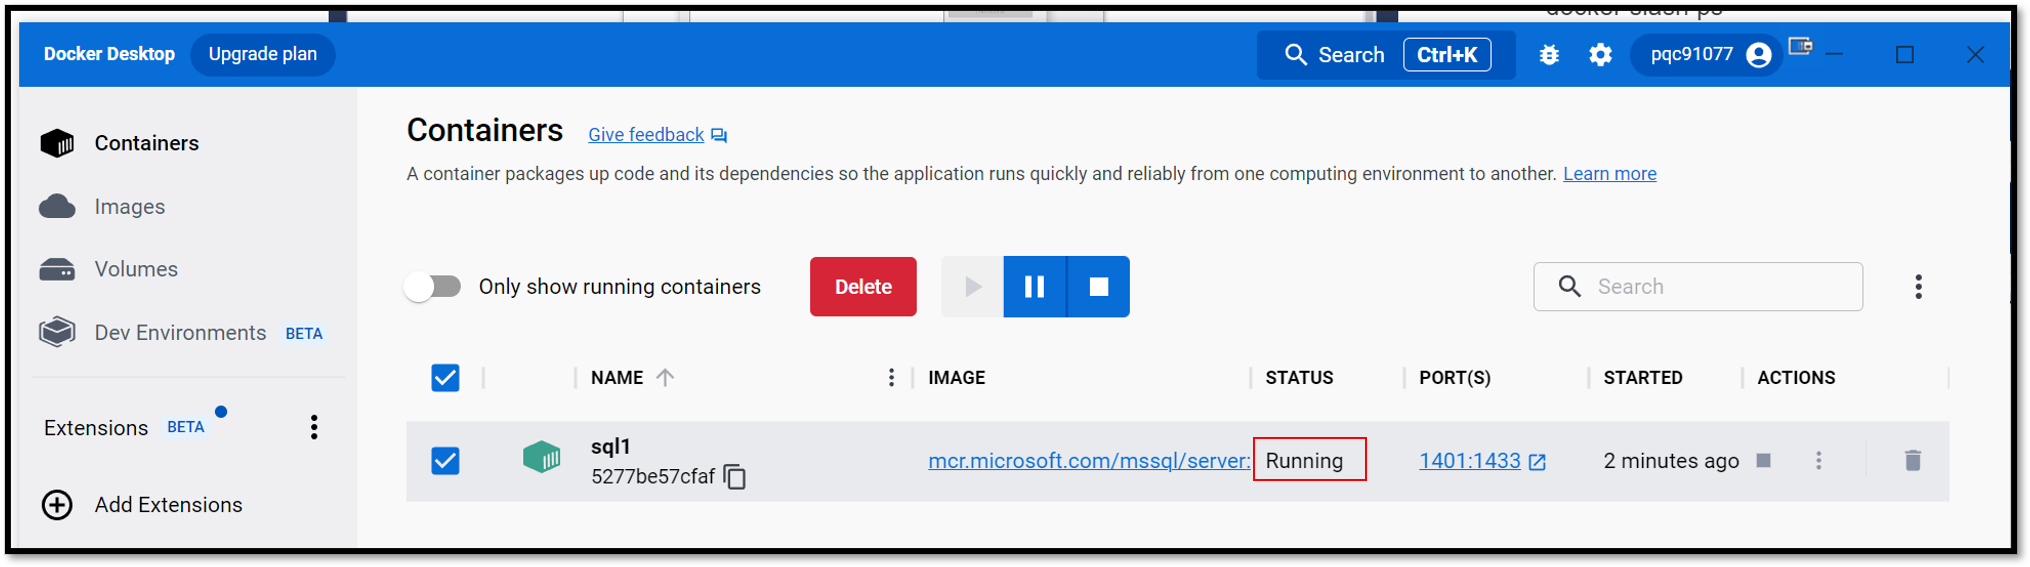 docker slash ps
Docker Desktop Upgrade plan Search Ctrl+K pqc91077
Containers
Images
Volumes
Dev Environments BETA
Extensions BETA
Add Extensions
Containers Give feedback
A container packages up code and its dependencies so the application runs quickly and reliably from one computing environment to another. Learn more
Only show running containers Delete Search
NAME IMAGE STATUS PORT(S) STARTED ACTIONS
sql1
5277be57cfaf mcr.microsoft.com/mssql/server: Running 1401:1433 2 minutes ago